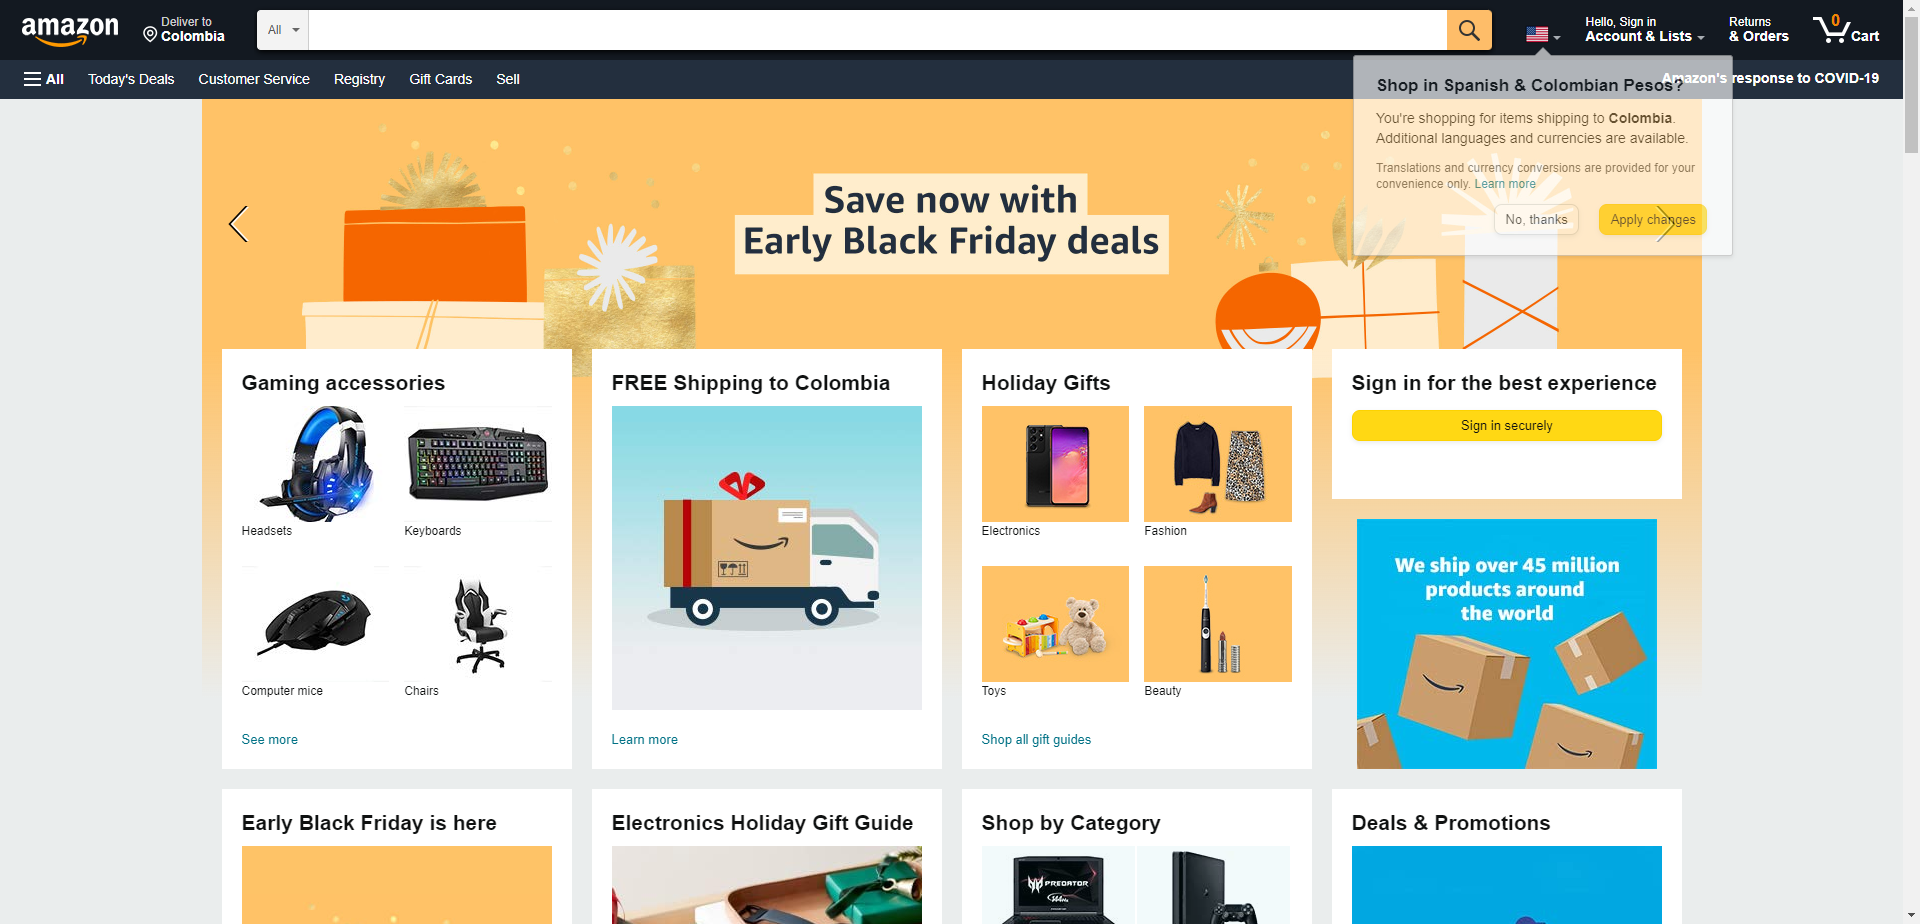 amazon
Deliver to
Colombia
All
Hello, Sign in
Account & Lists
Returns
& Orders
0
Cart
All
Today's Deals
Customer Service
Registry
Gift Cards
Sell
Amazon's response to COVID-19
Shop in Spanish & Colombian Pesos?
You're shopping for items shipping to Colombia.
Additional languages and currencies are available.
Translations and currency conversions are provided for your
convenience only. Learn more
No, thanks
Apply changes
Save now with
Early Black Friday deals
Gaming accessories
Headsets
Keyboards
Computer mice
Chairs
See more
FREE Shipping to Colombia
Learn more
Holiday Gifts
Electronics
Fashion
Toys
Beauty
Shop all gift guides
Sign in for the best experience
Sign in securely
We ship over 45 million
products around
the world
Early Black Friday is here
Electronics Holiday Gift Guide
Shop by Category
PREDATOR
Deals & Promotions